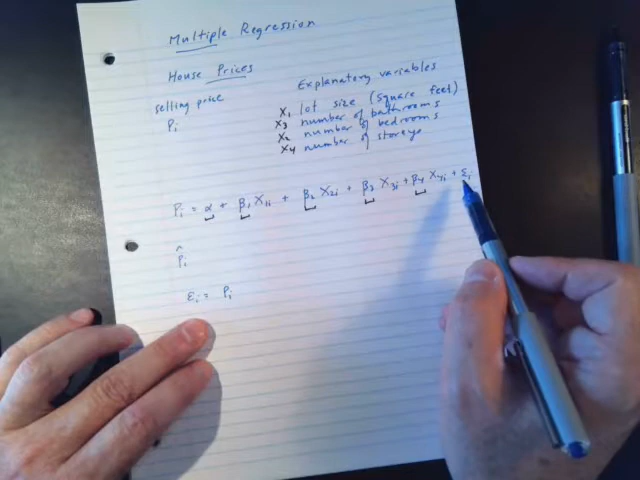 Multiple Regression
House Prices
Explanatory variables
selling price
Pi
X1 lot size (square feet)
X3 number of bathrooms
X2 number of bedrooms
X4 number of storeys
Pi = α + β1 X1i + β2 X2i + β3 X3i + β4 X4i + εi
P̂i
εi = Pi